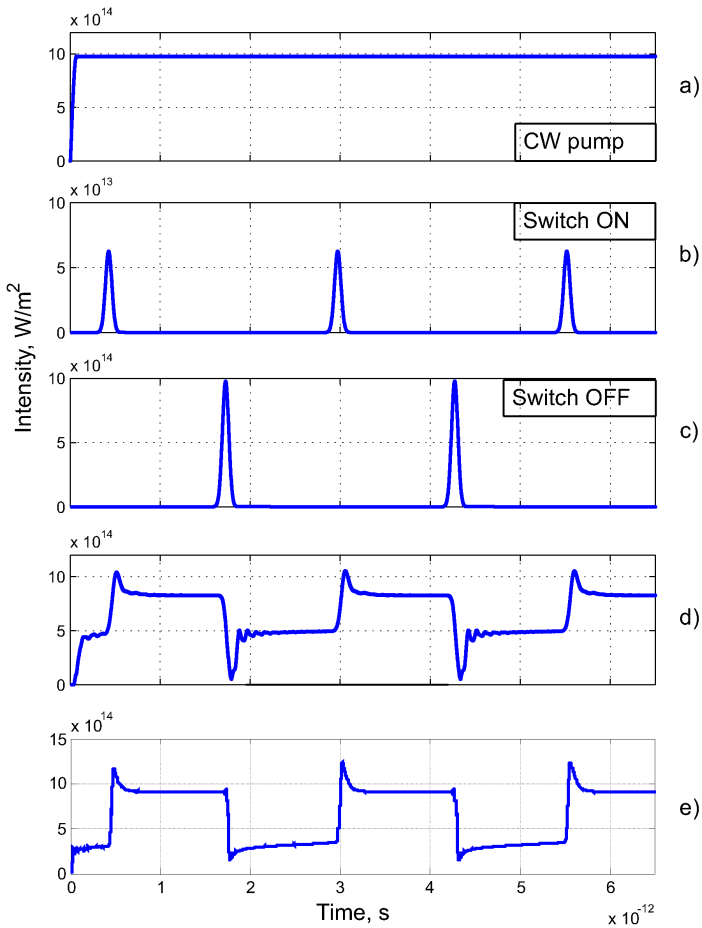 x 10^14
10
5
0
CW pump
a)
x 10^13
10
5
0
Switch ON
b)
Intensity, W/m^2
x 10^14
10
5
0
Switch OFF
c)
x 10^14
10
5
0
d)
x 10^14
15
10
5
0
e)
0 1 2 3 4 5 6
Time, s
x 10^-12